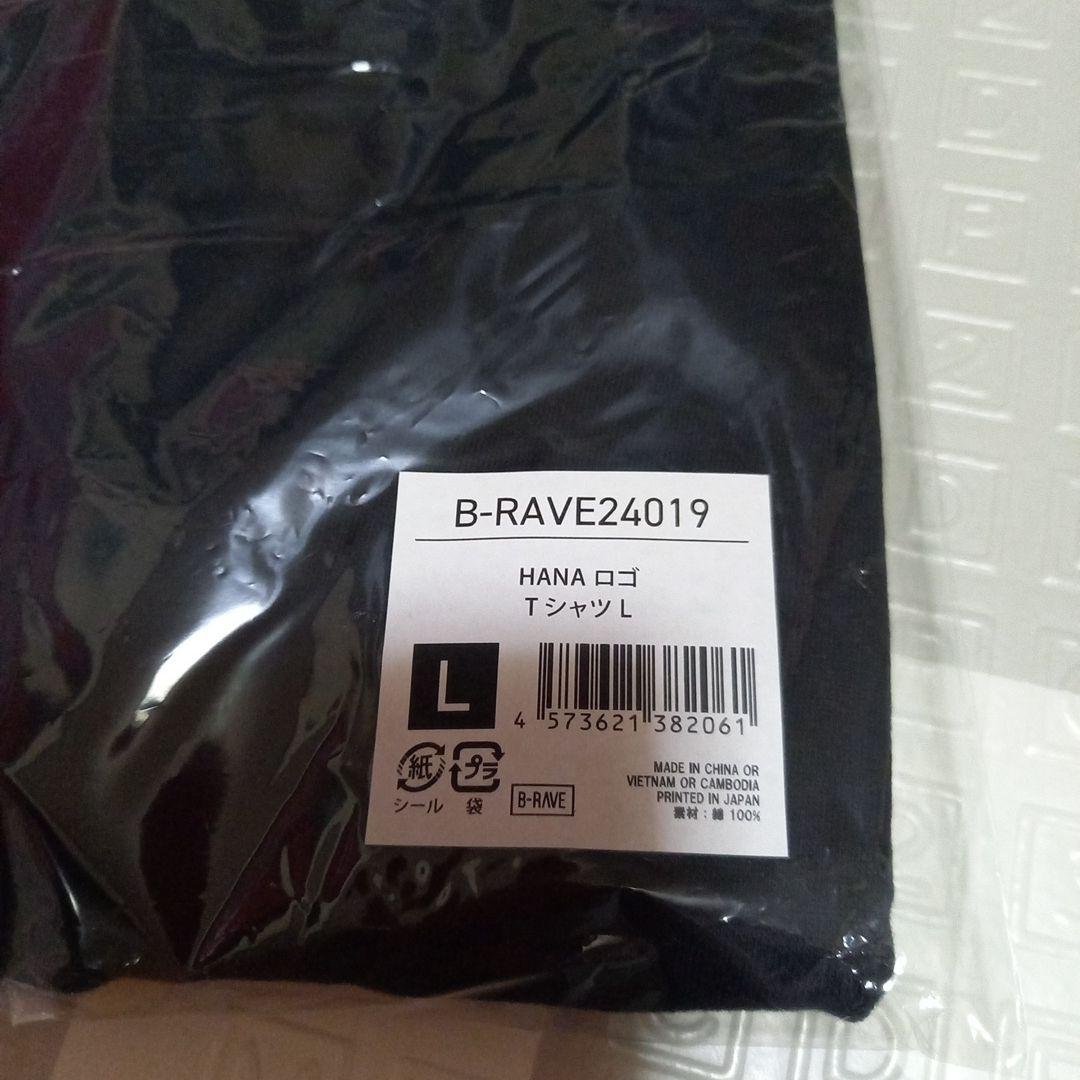 B-RAVE24019
HANA ロゴ
Tシャツ L
L
4 573621 382061
紙
シール
プラ
袋
B-RAVE
MADE IN CHINA OR
VIETNAM OR CAMBODIA
PRINTED IN JAPAN
素材:綿 100%